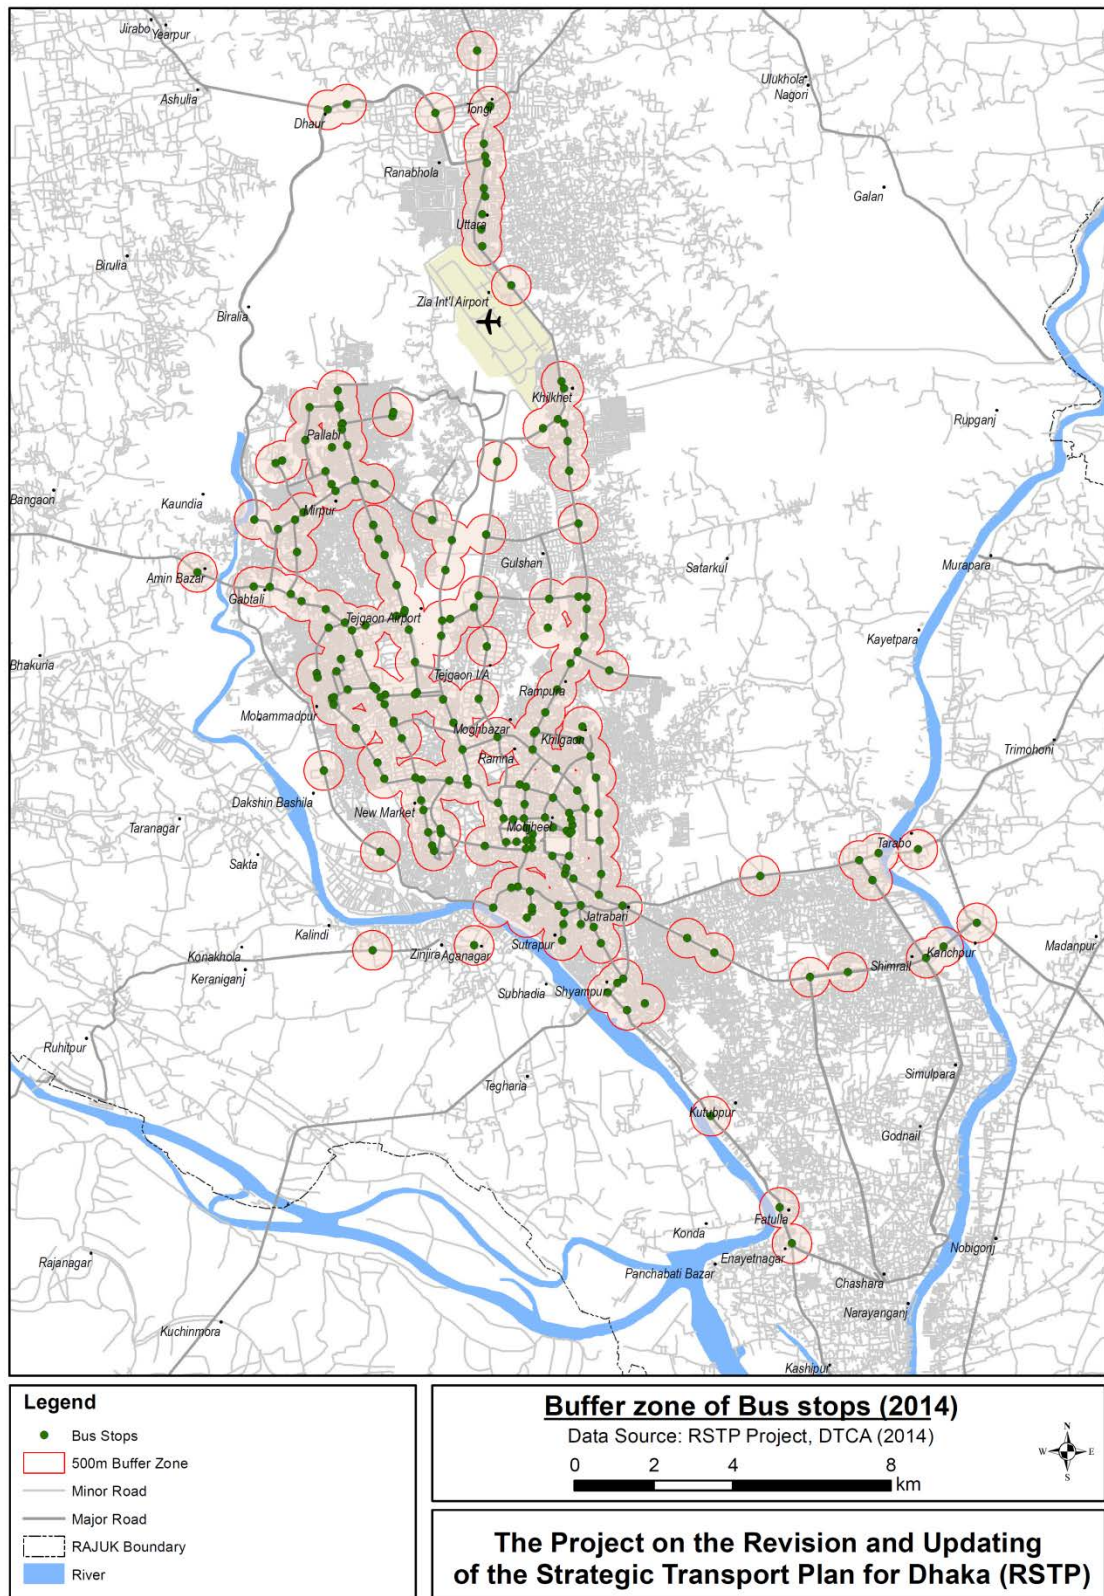 Jirabo
Yearpur
Ashulia
Dhaur
Tongi
Ulukhola
Nagori
Ranabhola
Galan
Uttara
Birulia
Zia Int'l Airport
Biralia
Khilkhet
Rupganj
Pallabi
Bangaon
Kaundia
Mirpur
Gulshan
Satarkul
Murapara
Amin Bazar
Gabtali
Tejgaon Airport
Kayetpara
Bhakuria
Tejgaon I/A
Rampura
Mohammadpur
Moghbazar
Khilgaon
Ramna
Trimohoni
Dakshin Bashila
New Market
Taranagar
Motijheel
Tarabo
Sakta
Jatrabari
Kalindi
Konakhola
Zinjira
Aganagar
Sutrapur
Kanchpur
Madanpur
Keraniganj
Shimrail
Subhadia
Shyampur
Ruhitpur
Simulpara
Tegharia
Kutubpur
Godnail
Konda
Fatulla
Nobigonj
Rajanagar
Enayetnagar
Panchabati Bazar
Chashara
Narayanganj
Kuchinmora
Kashipur
Legend
Bus Stops
500m Buffer Zone
Minor Road
Major Road
RAJUK Boundary
River
Buffer zone of Bus stops (2014)
Data Source: RSTP Project, DTCA (2014)
0 2 4 8
km
N
W E
S
The Project on the Revision and Updating
of the Strategic Transport Plan for Dhaka (RSTP)